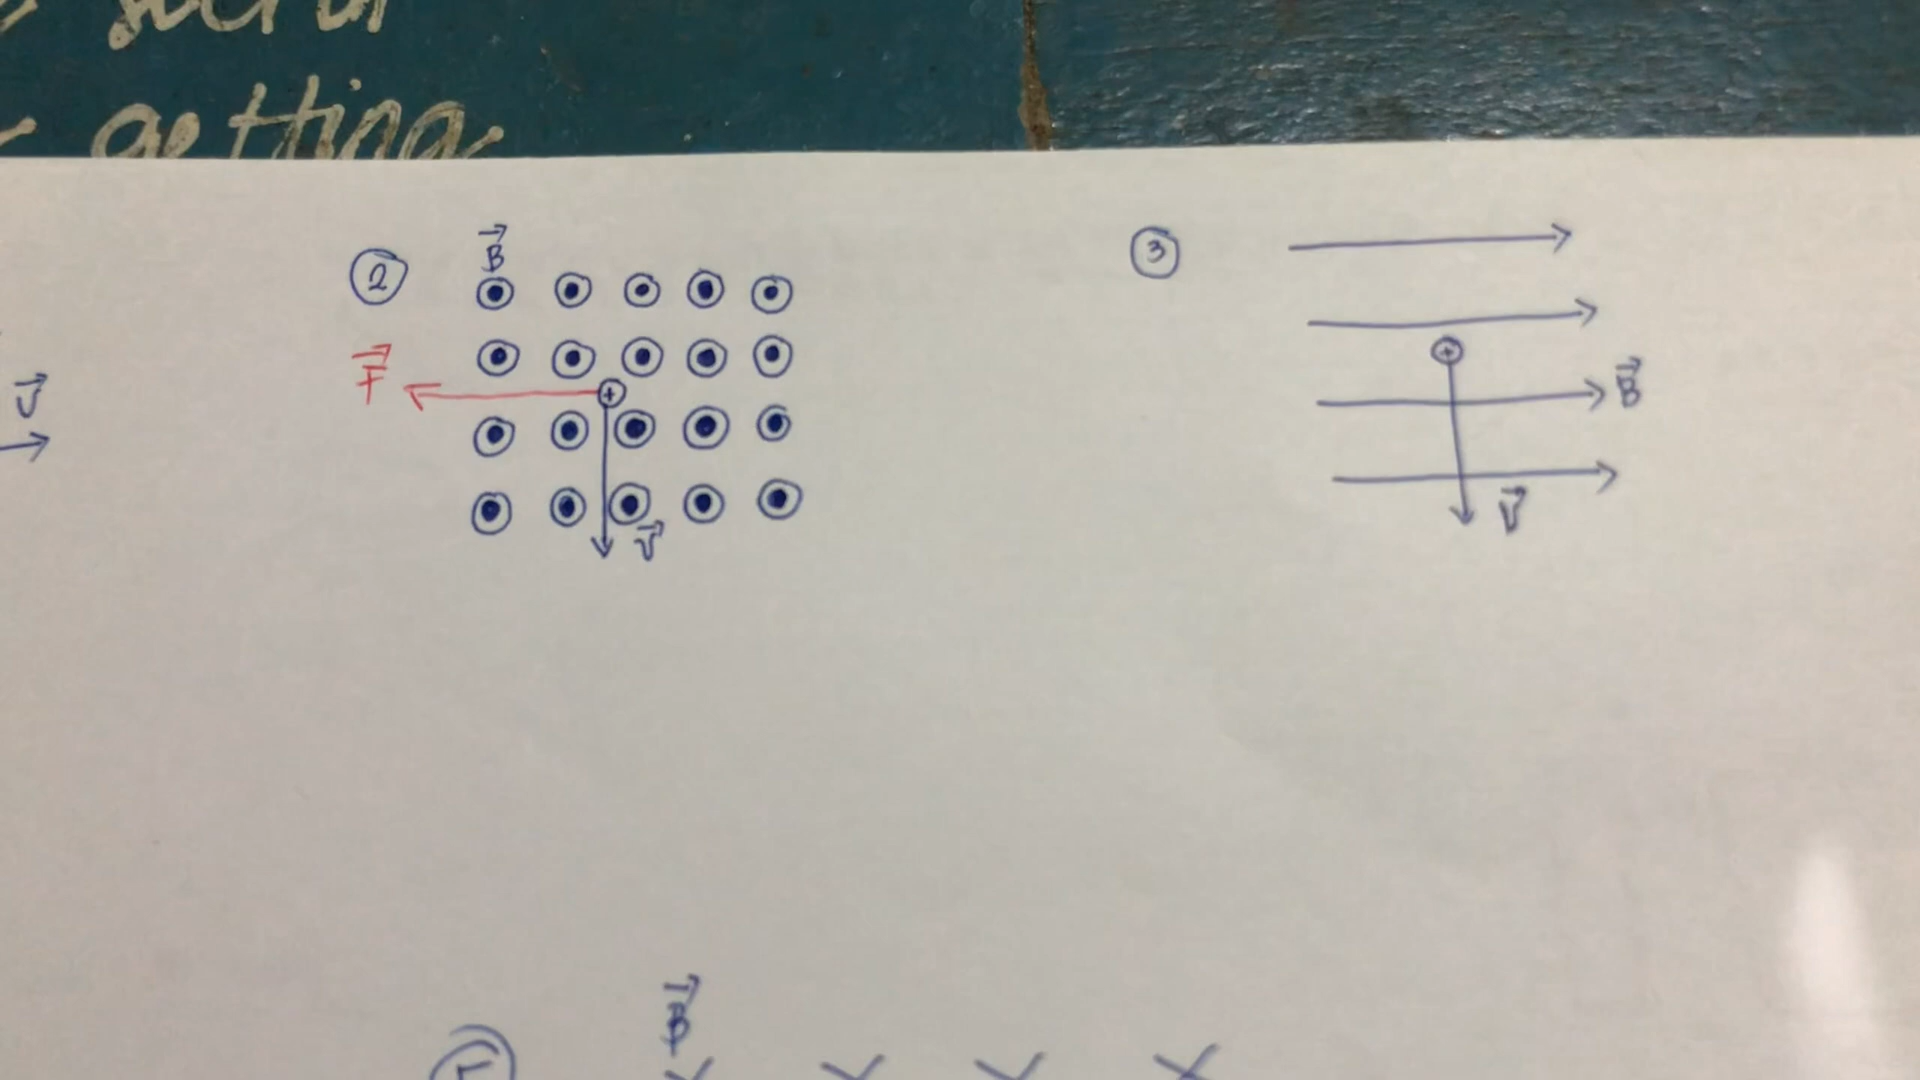 getting
② B⃗
F⃗
+
v⃗
③
+
B⃗
v⃗
v⃗
B⃗